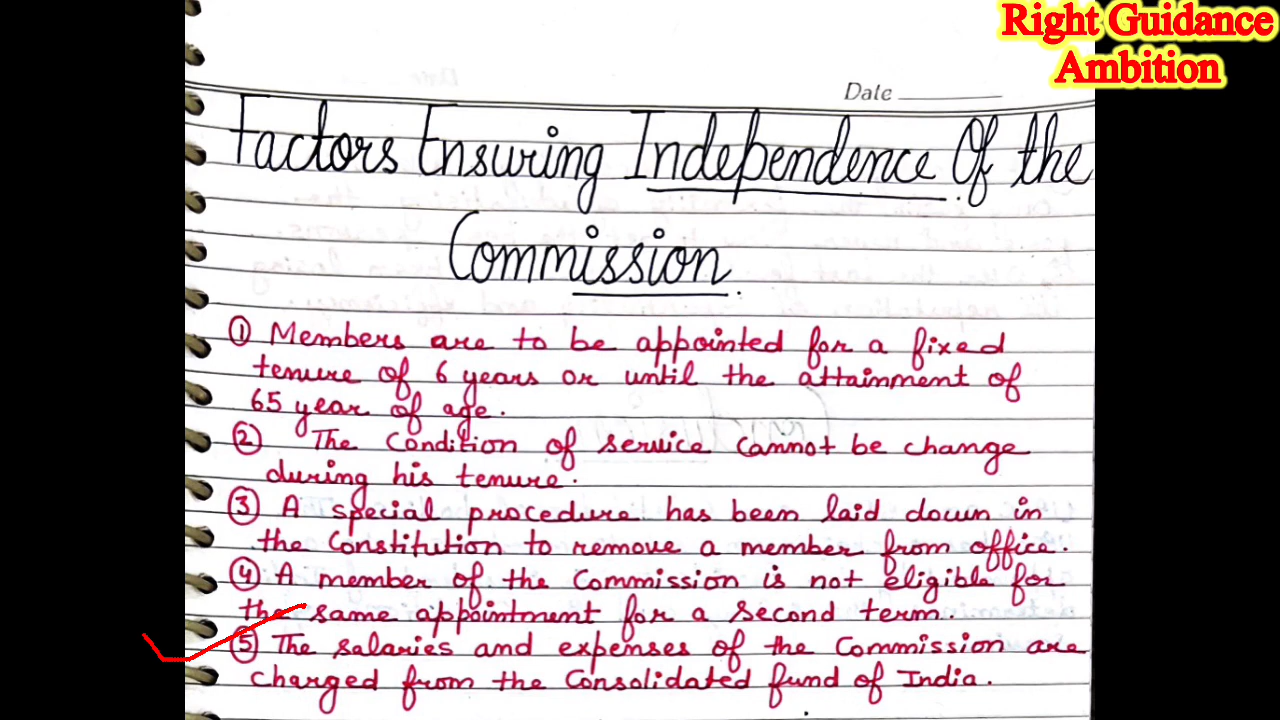 Right Guidance
Ambition
Date
Factors Ensuring Independence Of the
Commission.
① Members are to be appointed for a fixed
tenure of 6 years or until the attainment of
65 year of age.
② The Condition of service cannot be change
during his tenure.
③ A special procedure has been laid down in
the Constitution to remove a member from office.
④ A member of the Commission is not eligible for
the same appointment for a second term.
⑤ The salaries and expenses of the Commission are
charged from the Consolidated fund of India.